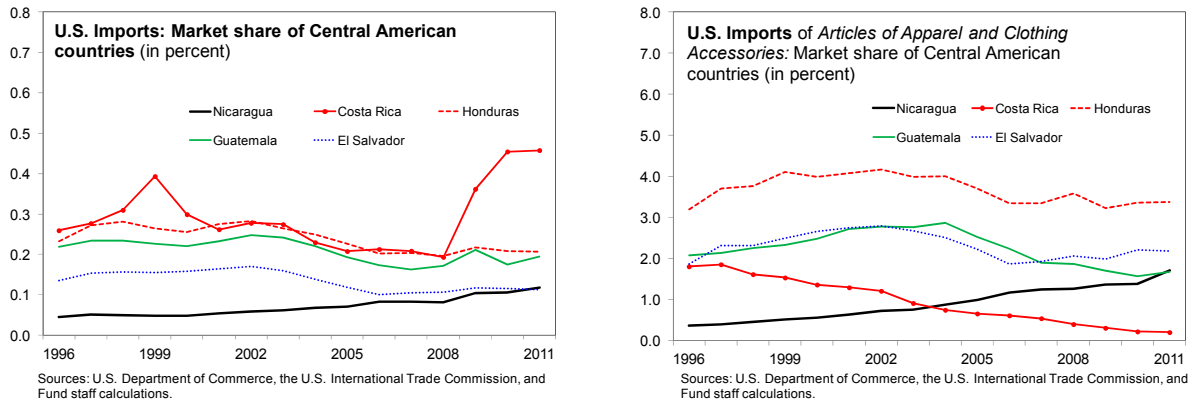 U.S. Imports: Market share of Central American
countries (in percent)
0.8
0.7
0.6
0.5
0.4
0.3
0.2
0.1
0.0
Nicaragua Costa Rica Honduras
Guatemala El Salvador
1996 1999 2002 2005 2008 2011
Sources: U.S. Department of Commerce, the U.S. International Trade Commission, and
Fund staff calculations.
U.S. Imports of Articles of Apparel and Clothing
Accessories: Market share of Central American
countries (in percent)
8.0
7.0
6.0
5.0
4.0
3.0
2.0
1.0
0.0
Nicaragua Costa Rica Honduras
Guatemala El Salvador
1996 1999 2002 2005 2008 2011
Sources: U.S. Department of Commerce, the U.S. International Trade Commission, and
Fund staff calculations.